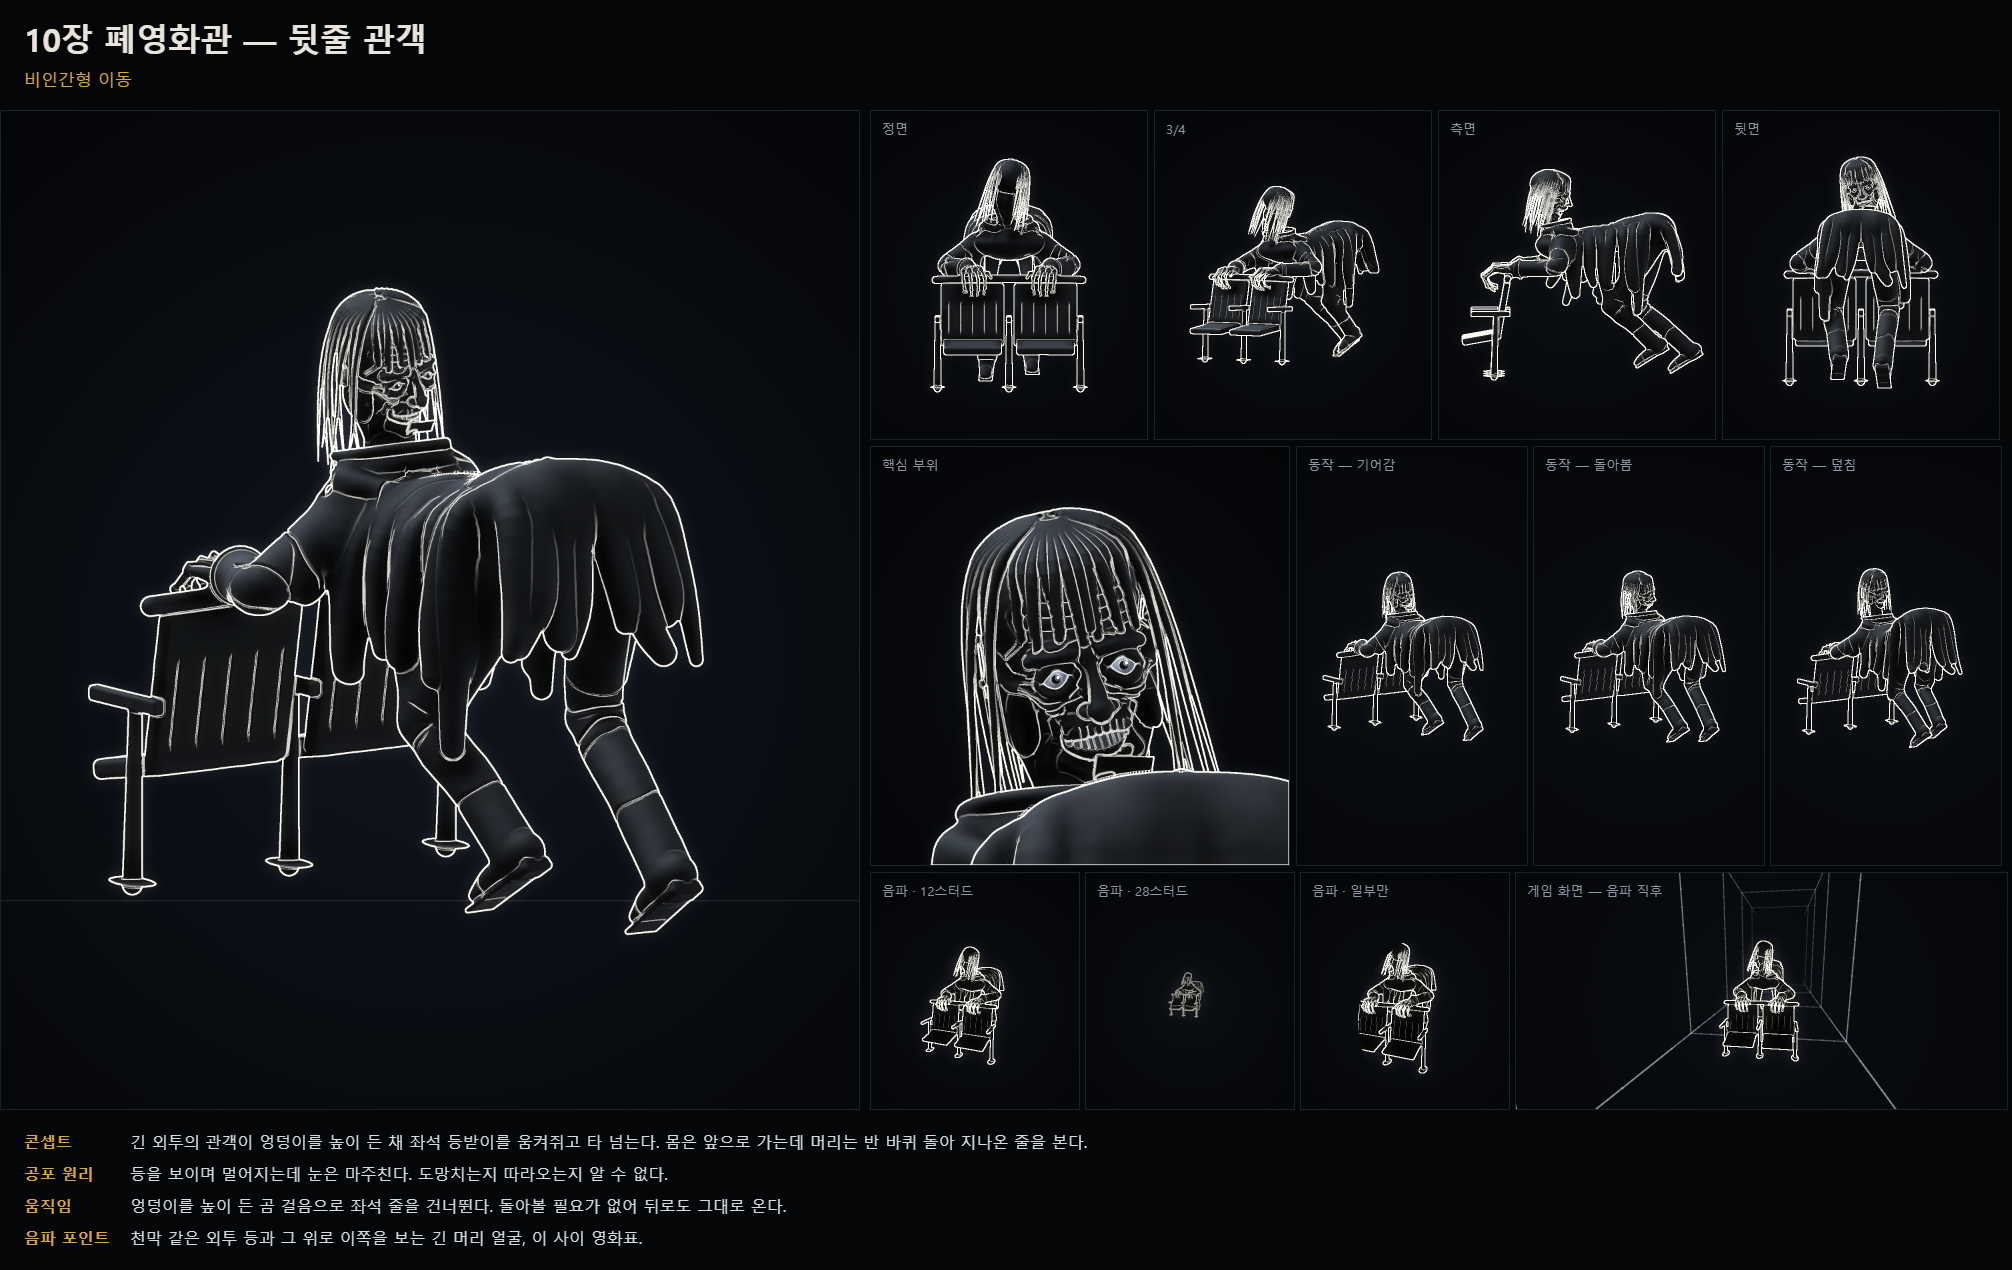 10장 폐영화관 — 뒷줄 관객
비인간형 이동
정면
3/4
측면
뒷면
핵심 부위
동작 — 기어감
동작 — 돌아봄
동작 — 덮침
음파 · 12스터드
음파 · 28스터드
음파 · 일부만
게임 화면 — 음파 직후
콘셉트 긴 외투의 관객이 엉덩이를 높이 든 채 좌석 등받이를 움켜쥐고 타 넘는다. 몸은 앞으로 가는데 머리는 반 바퀴 돌아 지나온 줄을 본다.
공포 원리 등을 보이며 멀어지는데 눈은 마주친다. 도망치는지 따라오는지 알 수 없다.
움직임 엉덩이를 높이 든 곰 걸음으로 좌석 줄을 건너뛴다. 돌아볼 필요가 없어 뒤로도 그대로 온다.
음파 포인트 천막 같은 외투 등과 그 위로 이쪽을 보는 긴 머리 얼굴, 이 사이 영화표.